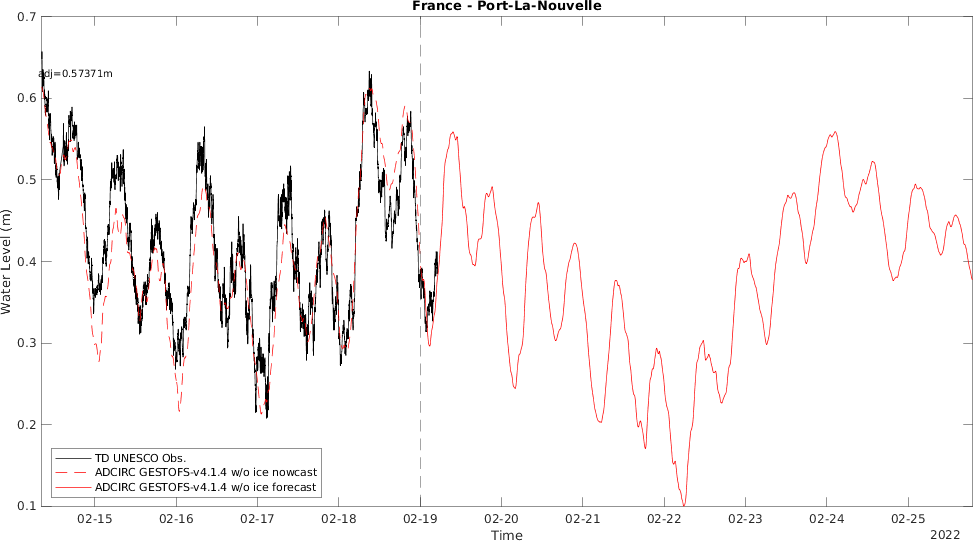 France - Port-La-Nouvelle
0.7
0.6
0.5
0.4
0.3
0.2
0.1
Water Level (m)
adj=0.57371m
TD UNESCO Obs.
ADCIRC GESTOFS-v4.1.4 w/o ice nowcast
ADCIRC GESTOFS-v4.1.4 w/o ice forecast
02-15 02-16 02-17 02-18 02-19 02-20 02-21 02-22 02-23 02-24 02-25
Time
2022